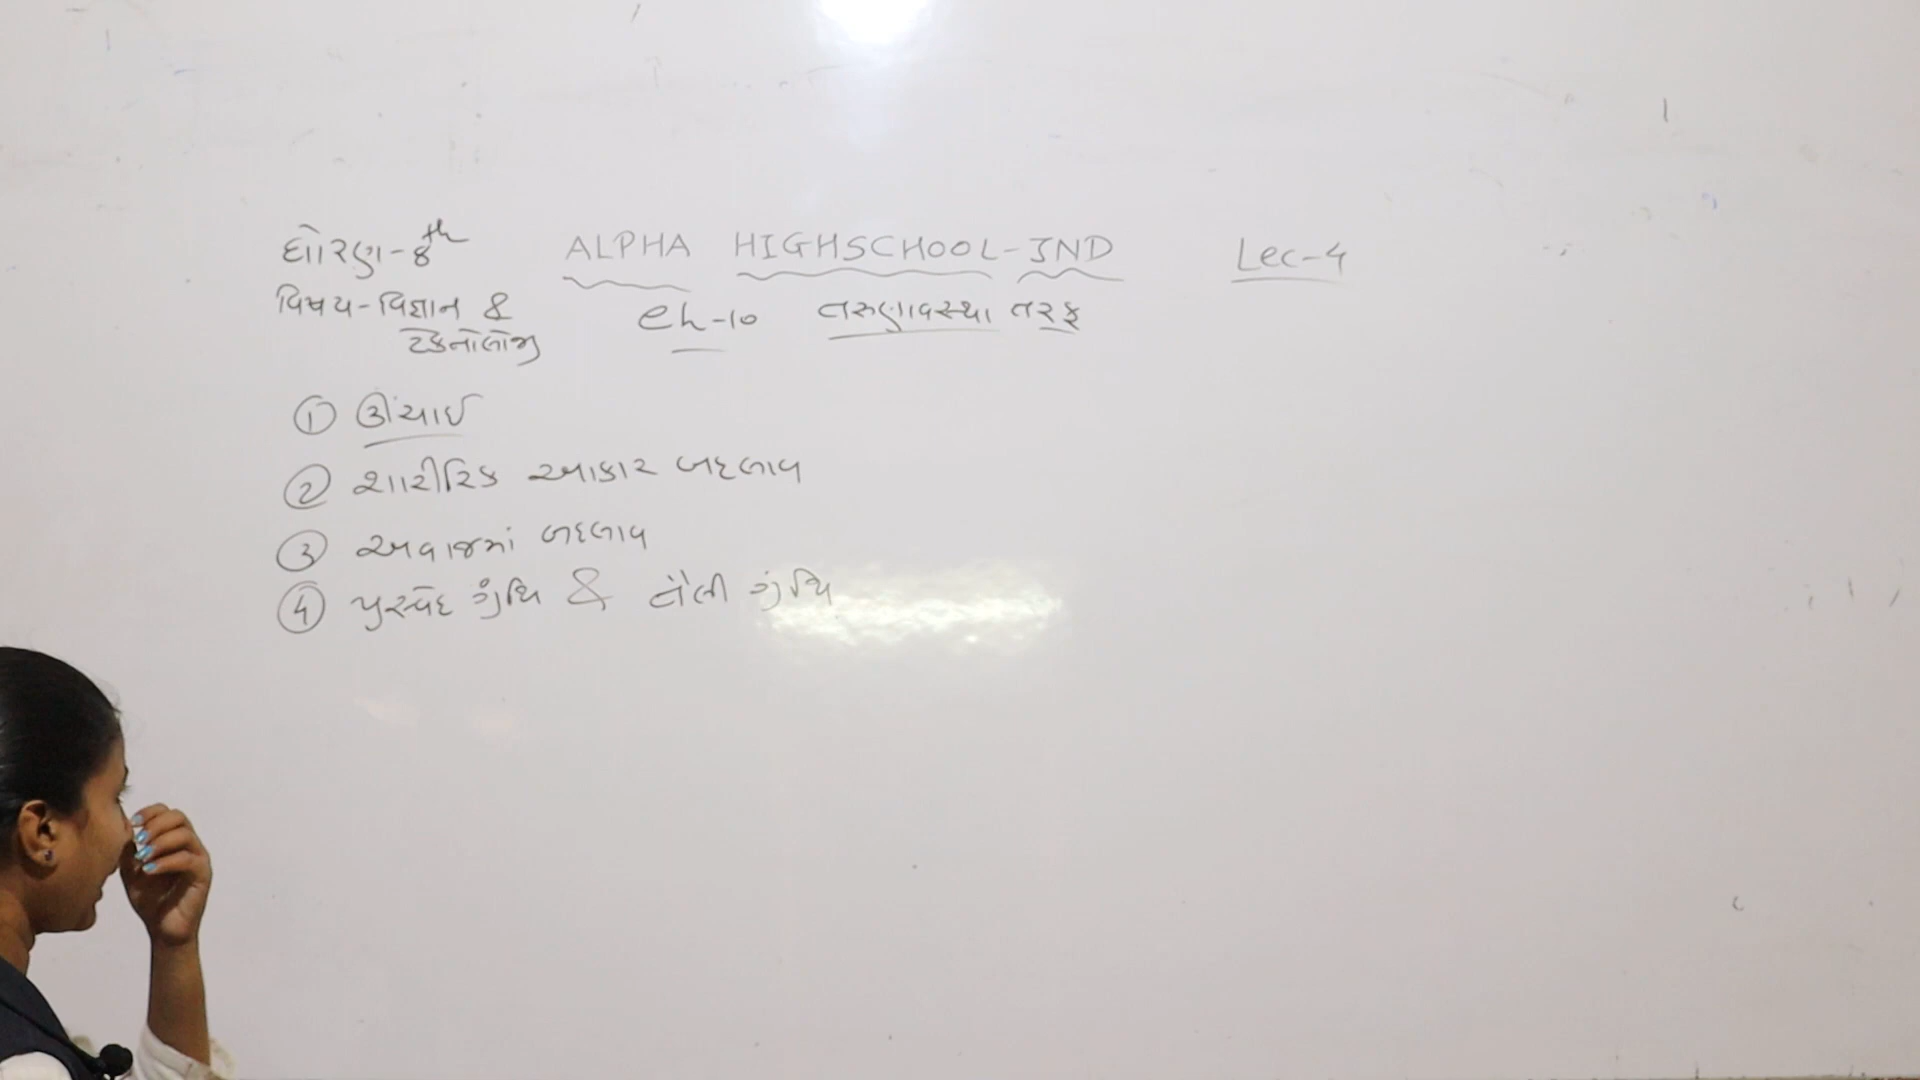 ધોરણ-8th ALPHA HIGHSCHOOL-JND Lec-4
વિષય-વિજ્ઞાન & ch-10 તરુણાવસ્થા તરફ
ટેકનોલોજી
① ઊંચાઈ
② શારીરિક આકાર બદલાવ
③ અવાજમાં બદલાવ
④ પ્રસ્વેદ ગ્રંથિ & તૈલી ગ્રંથિ